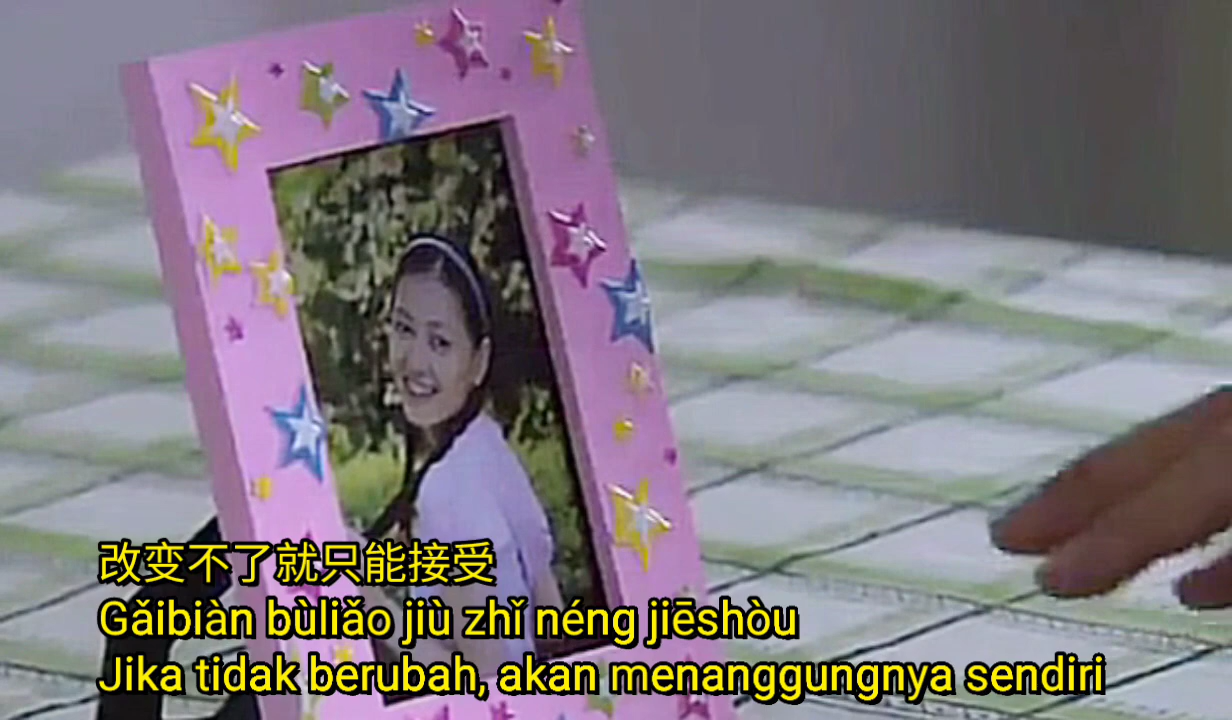 改变不了就只能接受
Gǎibiàn bùliǎo jiù zhǐ néng jiēshòu
Jika tidak berubah, akan menanggungnya sendiri